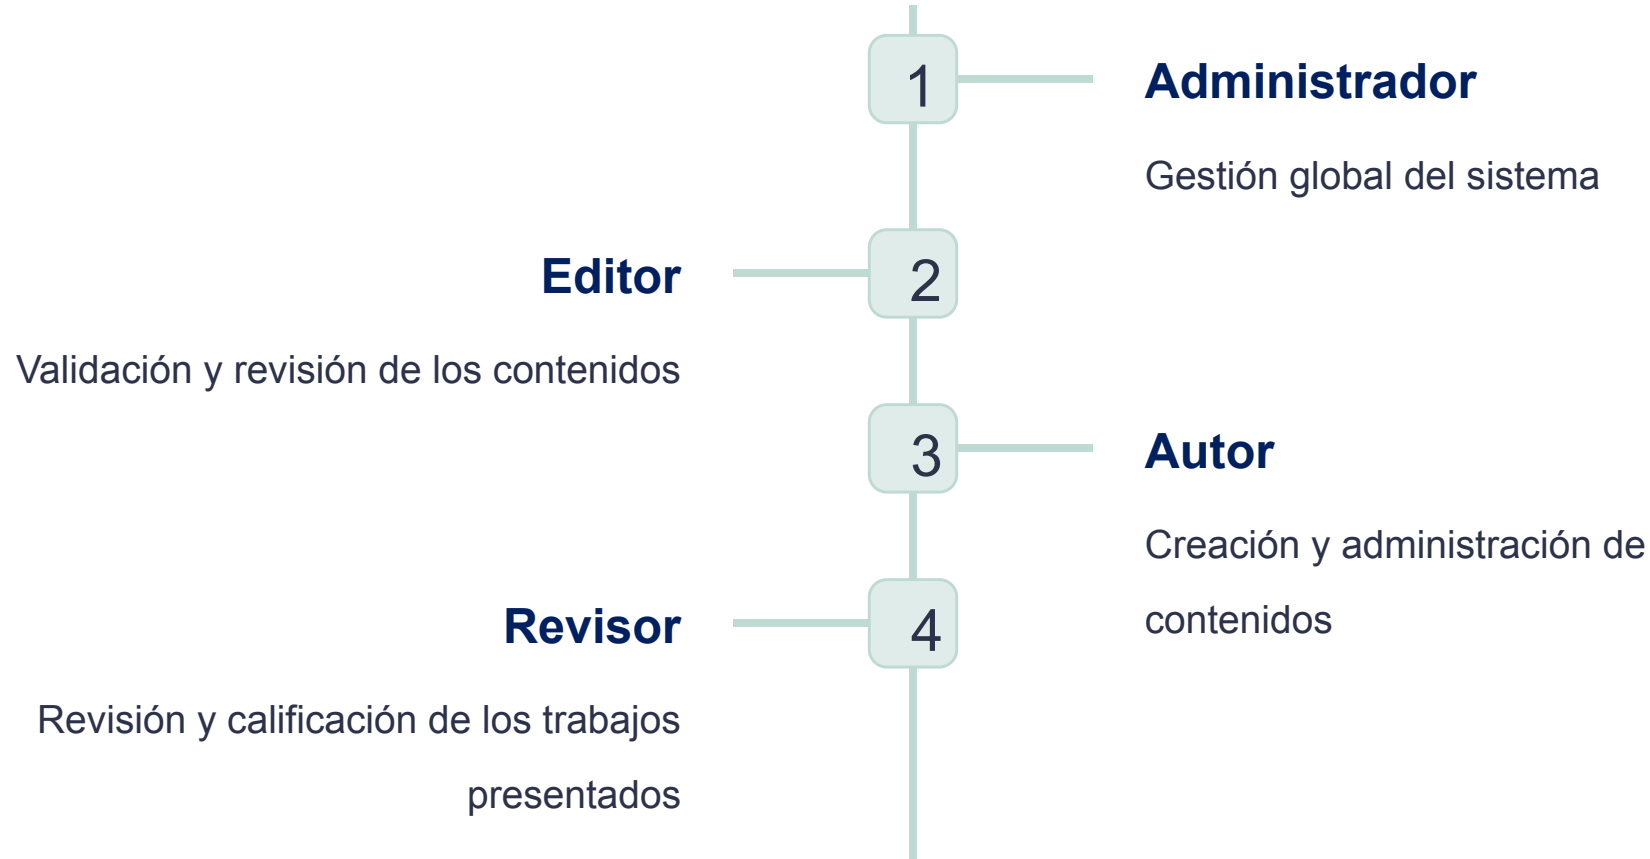 1
Administrador
Gestión global del sistema
2
Editor
Validación y revisión de los contenidos
3
Autor
Creación y administración de
contenidos
4
Revisor
Revisión y calificación de los trabajos
presentados